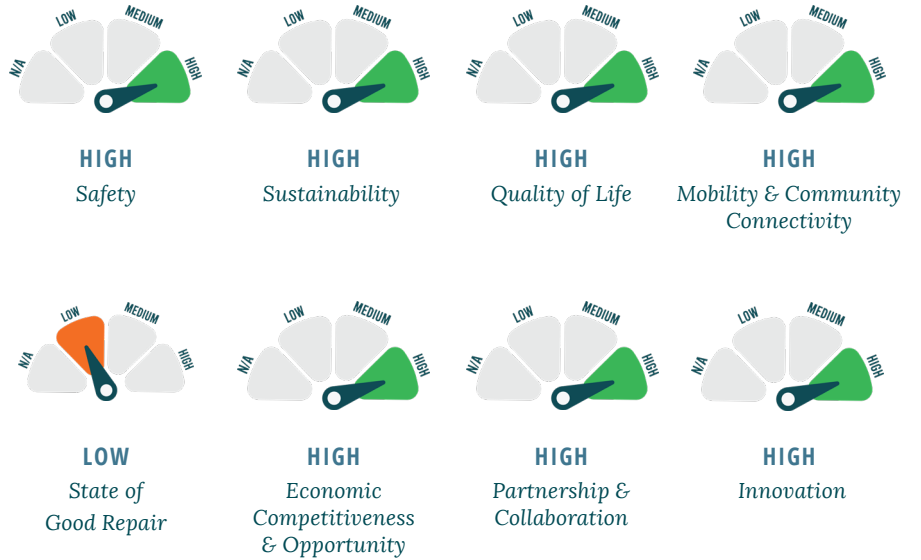 N/A
LOW
MEDIUM
HIGH
HIGH
Safety
N/A
LOW
MEDIUM
HIGH
HIGH
Sustainability
N/A
LOW
MEDIUM
HIGH
HIGH
Quality of Life
N/A
LOW
MEDIUM
HIGH
HIGH
Mobility & Community
Connectivity
N/A
LOW
MEDIUM
HIGH
LOW
State of
Good Repair
N/A
LOW
MEDIUM
HIGH
HIGH
Economic
Competitiveness
& Opportunity
N/A
LOW
MEDIUM
HIGH
HIGH
Partnership &
Collaboration
N/A
LOW
MEDIUM
HIGH
HIGH
Innovation